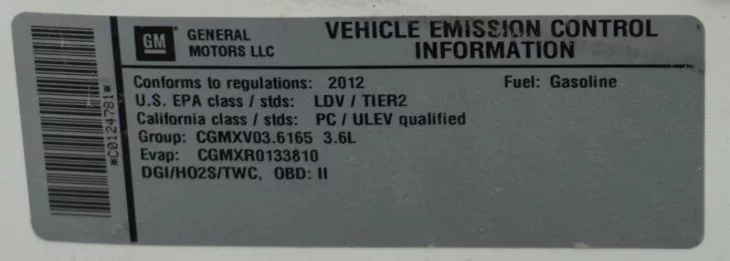 GM
GENERAL
MOTORS LLC
VEHICLE EMISSION CONTROL
INFORMATION
Conforms to regulations: 2012 Fuel: Gasoline
U.S. EPA class / stds: LDV / TIER2
California class / stds: PC / ULEV qualified
Group: CGMXV03.6165 3.6L
Evap: CGMXR0133810
DGI/HO2S/TWC, OBD: II
*C0124781*